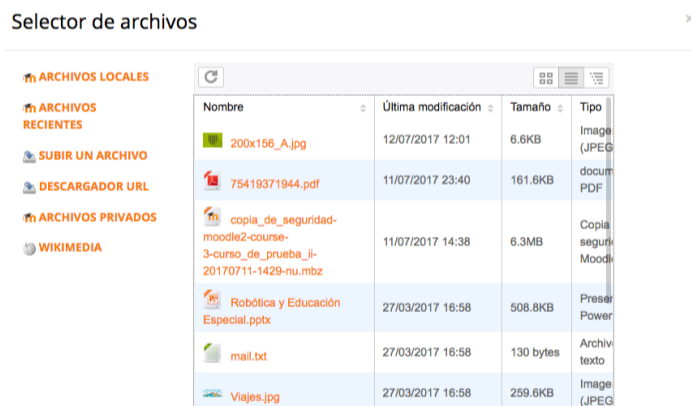 Selector de archivos
×
ARCHIVOS LOCALES
ARCHIVOS
RECIENTES
SUBIR UN ARCHIVO
DESCARGADOR URL
ARCHIVOS PRIVADOS
WIKIMEDIA
Nombre Última modificación Tamaño Tipo
200x156_A.jpg 12/07/2017 12:01 6.6KB Image
(JPEG
75419371944.pdf 11/07/2017 23:40 161.6KB docum
PDF
copia_de_seguridad-
moodle2-course-
3-curso_de_prueba_ii-
20170711-1429-nu.mbz
11/07/2017 14:38 6.3MB
Copia
seguri
Moodl
Robótica y Educación
Especial.pptx
27/03/2017 16:58 508.8KB
Preser
Power
mail.txt 27/03/2017 16:58 130 bytes Archiv
texto
Viajes.jpg 27/03/2017 16:58 259.6KB Image
(JPEG